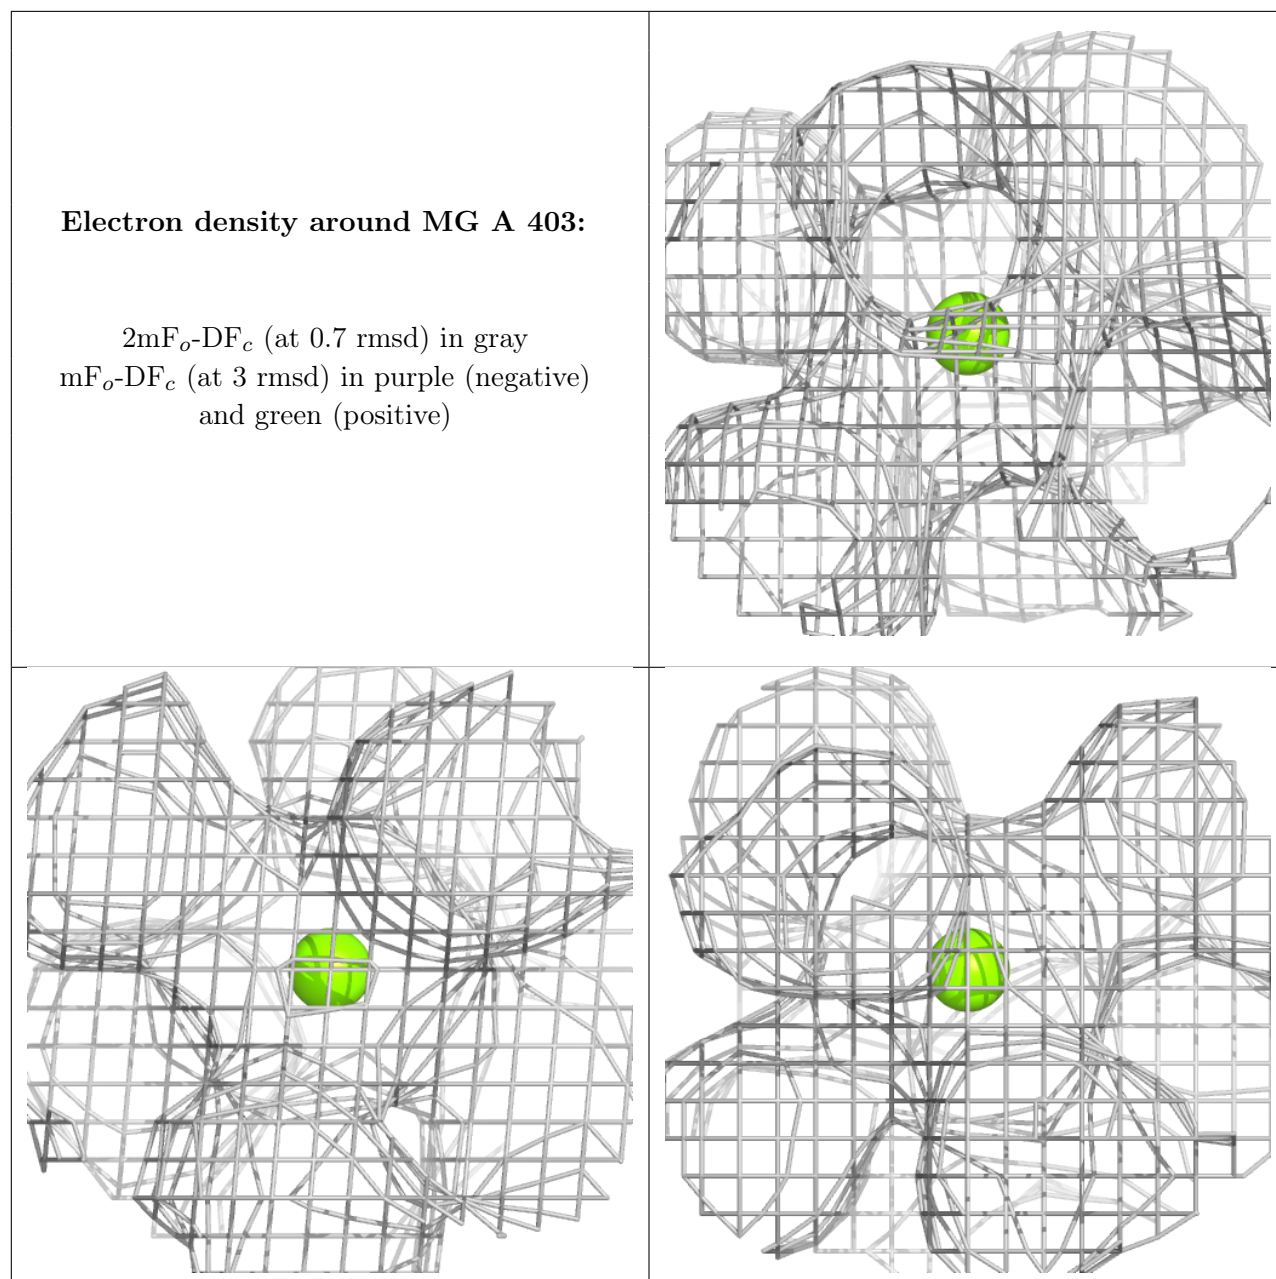 Electron density around MG A 403:
2mFo-DFc (at 0.7 rmsd) in gray
mFo-DFc (at 3 rmsd) in purple (negative)
and green (positive)